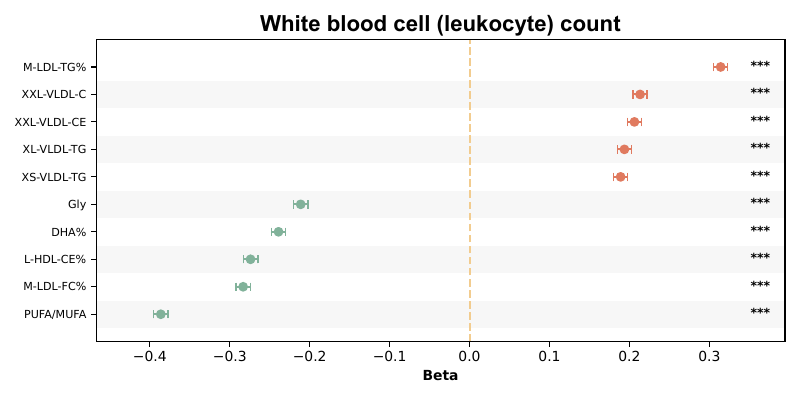 White blood cell (leukocyte) count
M-LDL-TG% ***
XXL-VLDL-C ***
XXL-VLDL-CE ***
XL-VLDL-TG ***
XS-VLDL-TG ***
Gly ***
DHA% ***
L-HDL-CE% ***
M-LDL-FC% ***
PUFA/MUFA ***
−0.4 −0.3 −0.2 −0.1 0.0 0.1 0.2 0.3
Beta